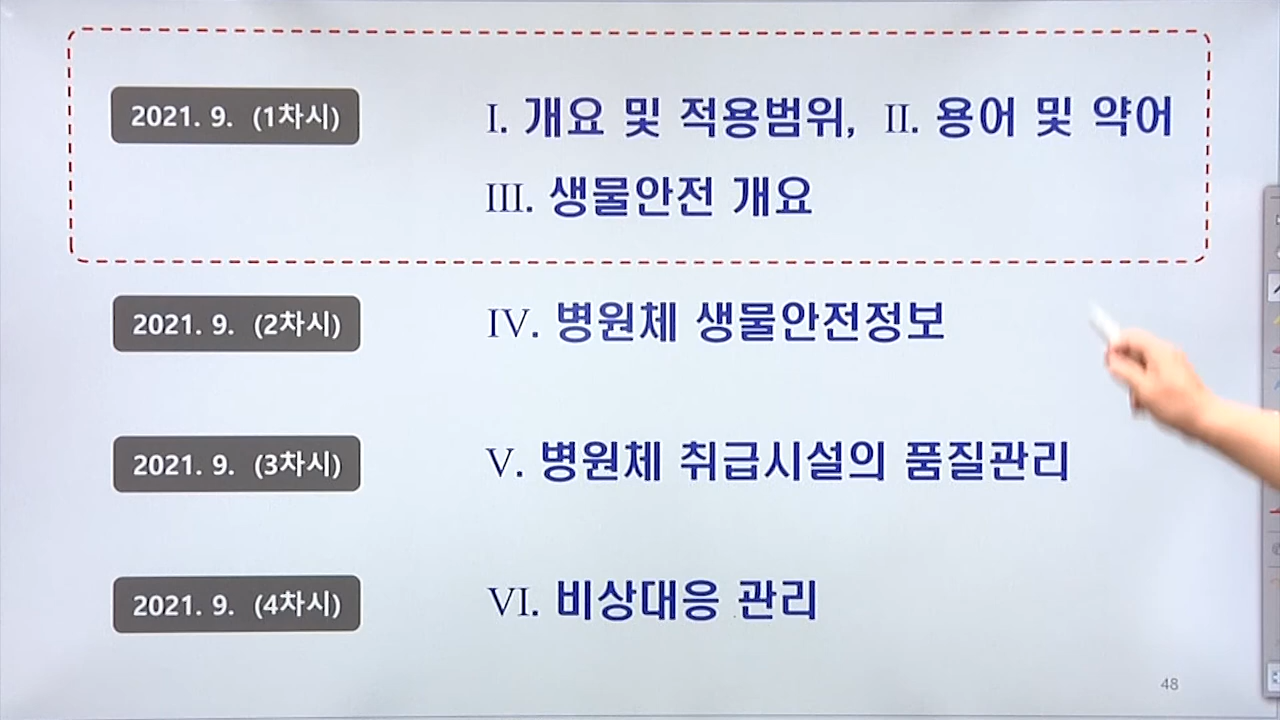 2021. 9. (1차시) I. 개요 및 적용범위, II. 용어 및 약어
III. 생물안전 개요
2021. 9. (2차시) IV. 병원체 생물안전정보
2021. 9. (3차시) V. 병원체 취급시설의 품질관리
2021. 9. (4차시) VI. 비상대응 관리
48